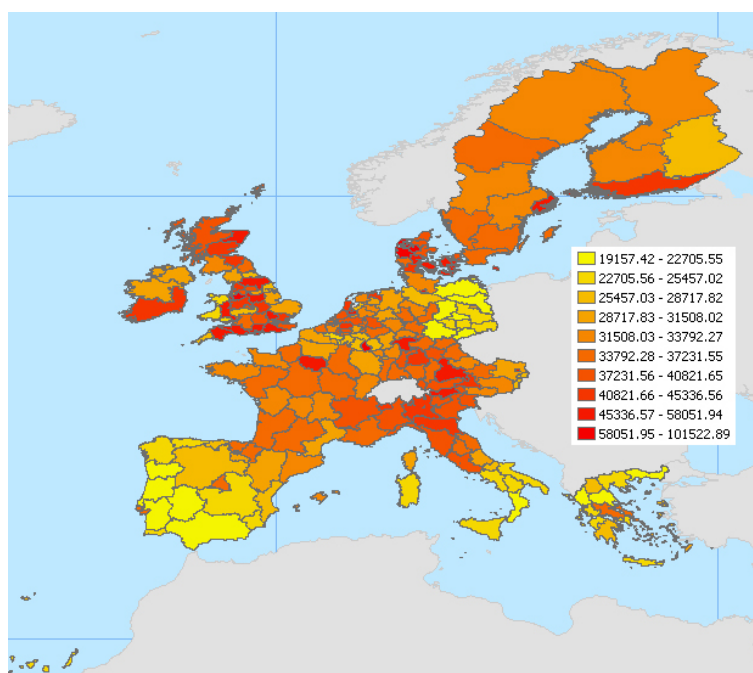 19157.42 - 22705.55
22705.56 - 25457.02
25457.03 - 28717.82
28717.83 - 31508.02
31508.03 - 33792.27
33792.28 - 37231.55
37231.56 - 40821.65
40821.66 - 45336.56
45336.57 - 58051.94
58051.95 - 101522.89